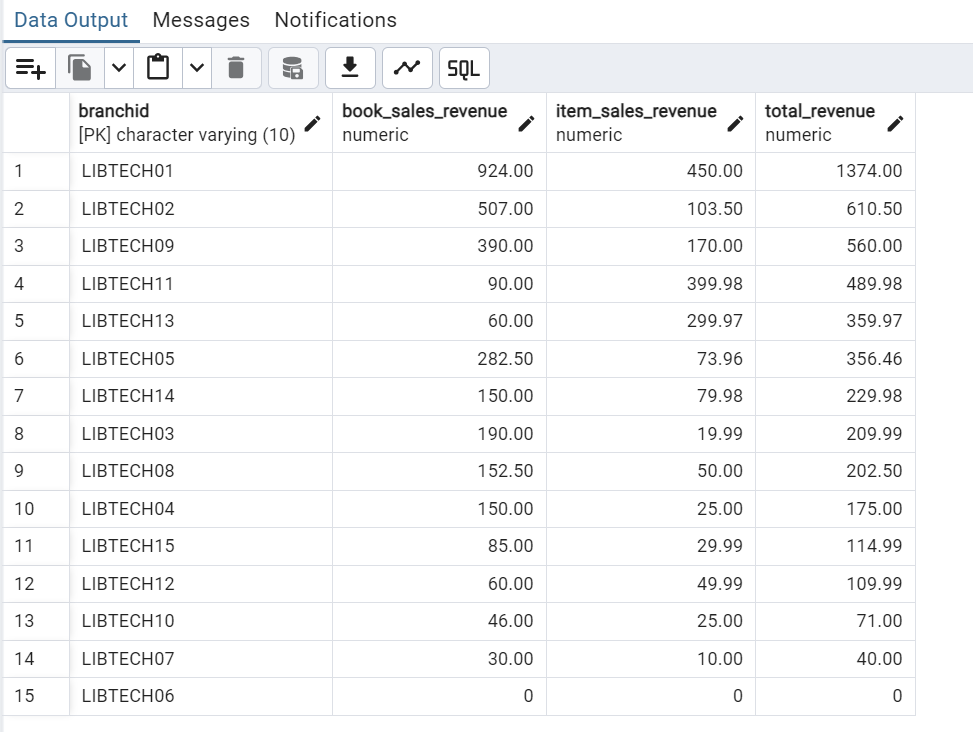 Data Output Messages Notifications
SQL
branchid book_sales_revenue item_sales_revenue total_revenue
[PK] character varying (10) numeric numeric numeric
1 LIBTECH01 924.00 450.00 1374.00
2 LIBTECH02 507.00 103.50 610.50
3 LIBTECH09 390.00 170.00 560.00
4 LIBTECH11 90.00 399.98 489.98
5 LIBTECH13 60.00 299.97 359.97
6 LIBTECH05 282.50 73.96 356.46
7 LIBTECH14 150.00 79.98 229.98
8 LIBTECH03 190.00 19.99 209.99
9 LIBTECH08 152.50 50.00 202.50
10 LIBTECH04 150.00 25.00 175.00
11 LIBTECH15 85.00 29.99 114.99
12 LIBTECH12 60.00 49.99 109.99
13 LIBTECH10 46.00 25.00 71.00
14 LIBTECH07 30.00 10.00 40.00
15 LIBTECH06 0 0 0